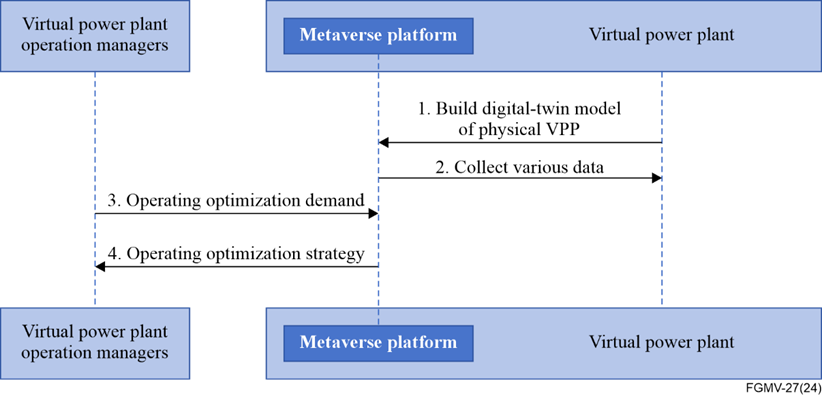 Virtual power plant
operation managers
Metaverse platform
Virtual power plant
1. Build digital-twin model
of physical VPP
2. Collect various data
3. Operating optimization demand
4. Operating optimization strategy
Virtual power plant
operation managers
Metaverse platform
Virtual power plant
FGMV-27(24)